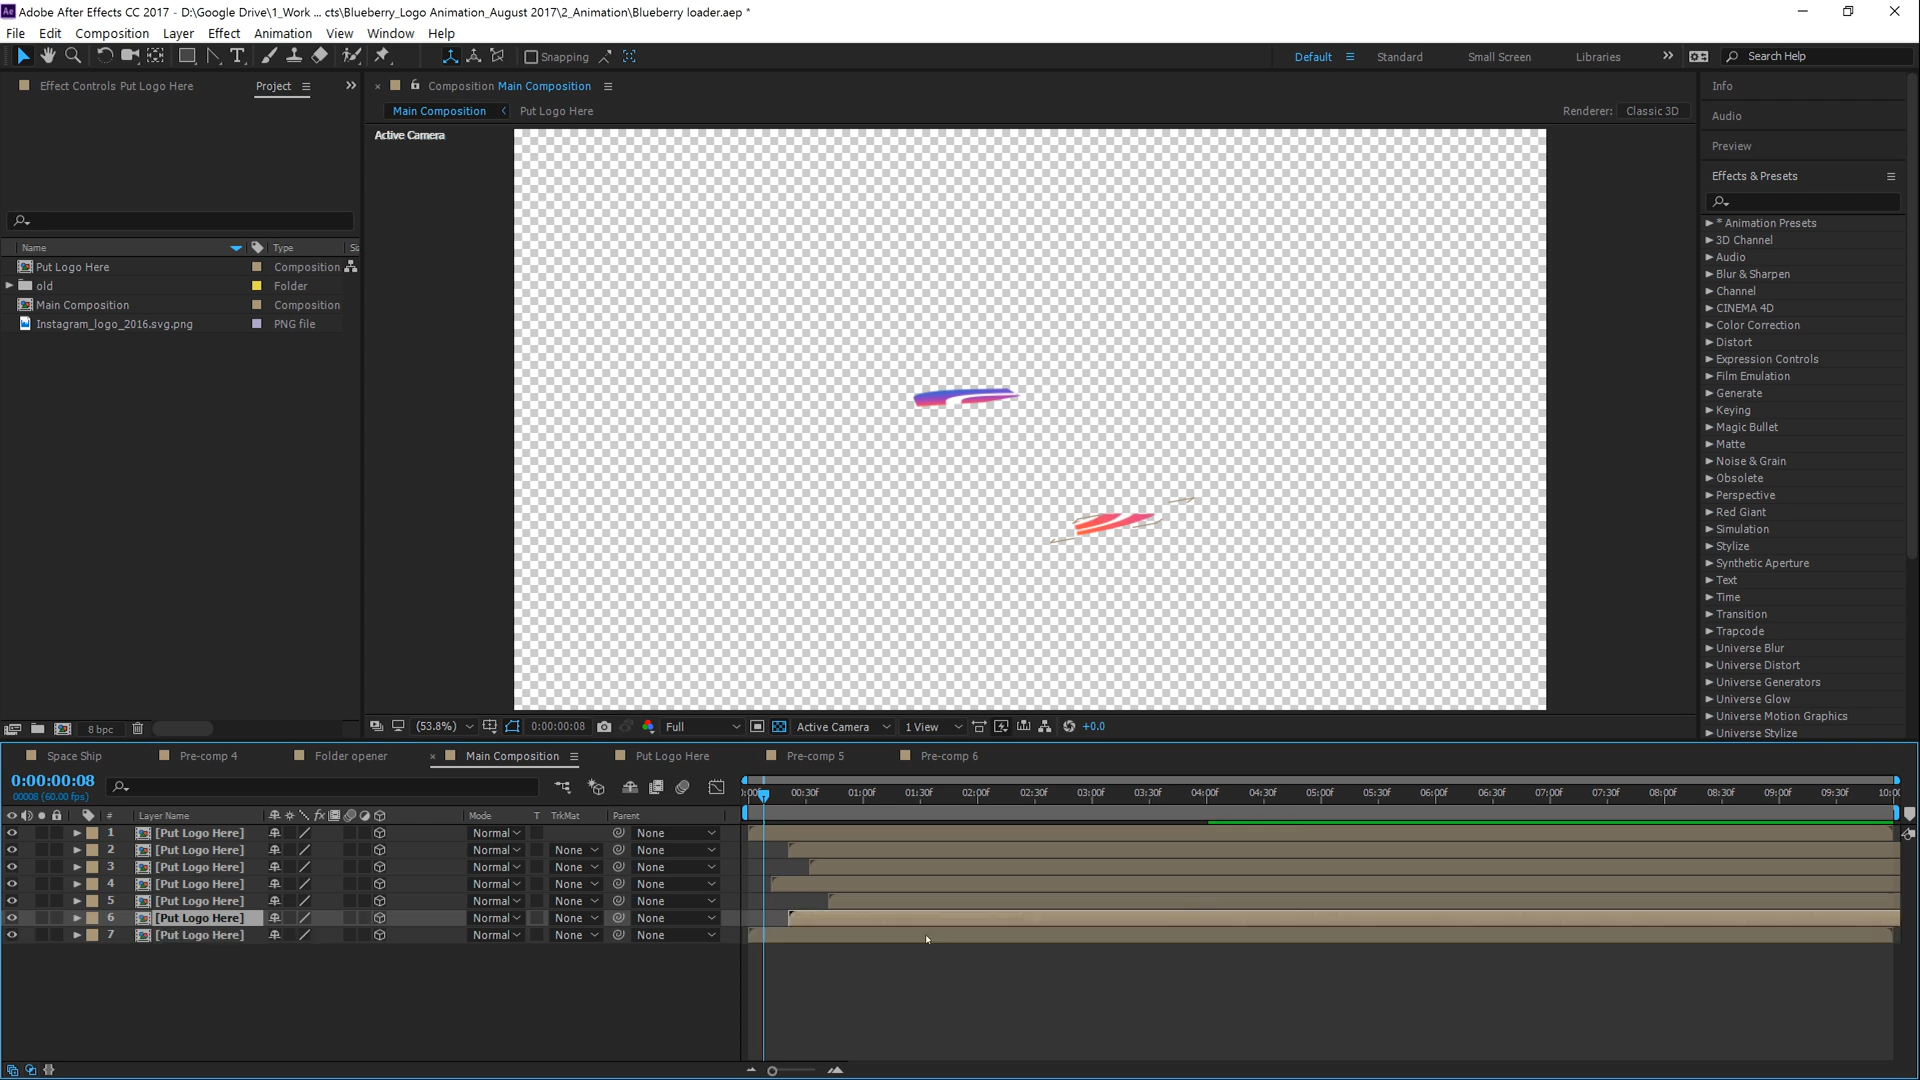 Adobe After Effects CC 2017 - D:\Google Drive\1_Work ... cts\Blueberry_Logo Animation_August 2017\2_Animation\Blueberry loader.aep *
File Edit Composition Layer Effect Animation View Window Help
Snapping Default Standard Small Screen Libraries Search Help
Effect Controls Put Logo Here Project
Composition Main Composition
Info
Main Composition Put Logo Here Renderer: Classic 3D
Active Camera
Audio
Preview
Effects & Presets
Name Type
Put Logo Here Composition
old Folder
Main Composition Composition
Instagram_logo_2016.svg.png PNG file
* Animation Presets
3D Channel
Audio
Blur & Sharpen
Channel
CINEMA 4D
Color Correction
Distort
Expression Controls
Film Emulation
Generate
Keying
Magic Bullet
Matte
Noise & Grain
Obsolete
Perspective
Red Giant
Simulation
Stylize
Synthetic Aperture
Text
Time
Transition
Trapcode
Universe Blur
Universe Distort
Universe Generators
Universe Glow
Universe Motion Graphics
Universe Stylize
8 bpc (53.8%) 0:00:00:08 Full Active Camera 1 View +0.0
Space Ship Pre-comp 4 Folder opener Main Composition Put Logo Here Pre-comp 5 Pre-comp 6
0:00:00:08
00008 (60.00 fps)
00:30f 01:00f 01:30f 02:00f 02:30f 03:00f 03:30f 04:00f 04:30f 05:00f 05:30f 06:00f 06:30f 07:00f 07:30f 08:00f 08:30f 09:00f 09:30f
# Layer Name Mode T TrkMat Parent
1 [Put Logo Here] Normal None
2 [Put Logo Here] Normal None None
3 [Put Logo Here] Normal None None
4 [Put Logo Here] Normal None None
5 [Put Logo Here] Normal None None
6 [Put Logo Here] Normal None None
7 [Put Logo Here] Normal None None